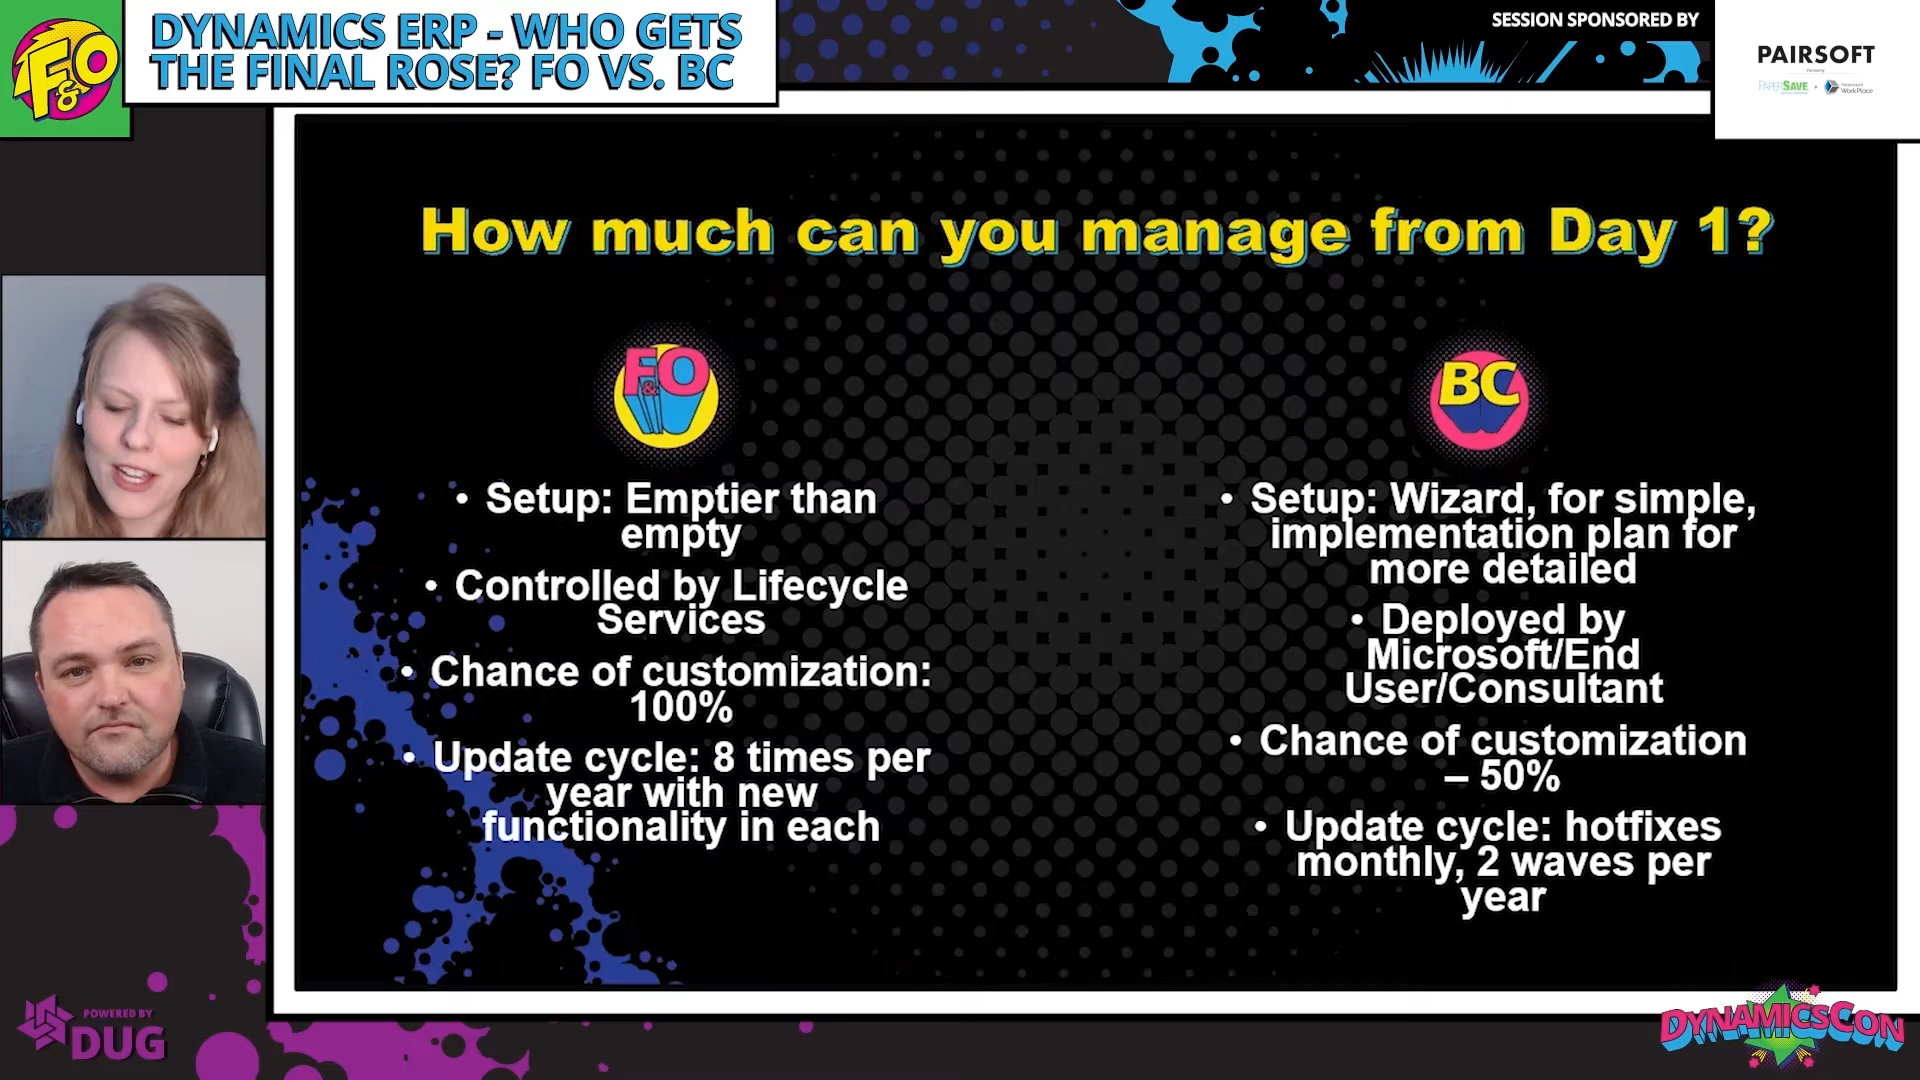 F&O
DYNAMICS ERP - WHO GETS
THE FINAL ROSE? FO VS. BC
SESSION SPONSORED BY
PAIRSOFT
PAPERSAVE
WorkPlace
How much can you manage from Day 1?
F&O
• Setup: Emptier than
empty
• Controlled by Lifecycle
Services
• Chance of customization:
100%
• Update cycle: 8 times per
year with new
functionality in each
BC
• Setup: Wizard, for simple,
implementation plan for
more detailed
• Deployed by
Microsoft/End
User/Consultant
• Chance of customization
– 50%
• Update cycle: hotfixes
monthly, 2 waves per
year
POWERED BY
DUG
DYNAMICSCON